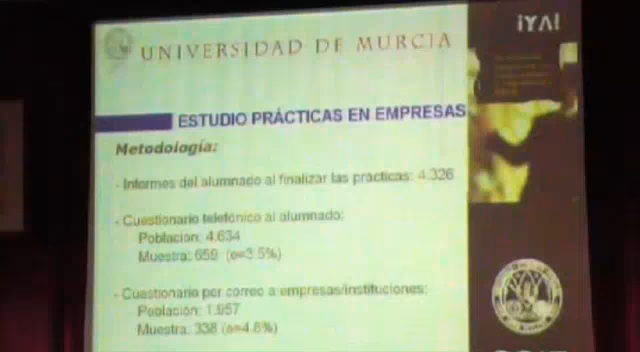 UNIVERSIDAD DE MURCIA
¡YA!
ESTUDIO PRÁCTICAS EN EMPRESAS
Metodología:
- Informes del alumnado al finalizar las prácticas: 4.326
- Cuestionario telefónico al alumnado:
Población: 4.634
Muestra: 659 (e=3.5%)
- Cuestionario por correo a empresas/instituciones:
Población: 1.957
Muestra: 338 (e=4.8%)